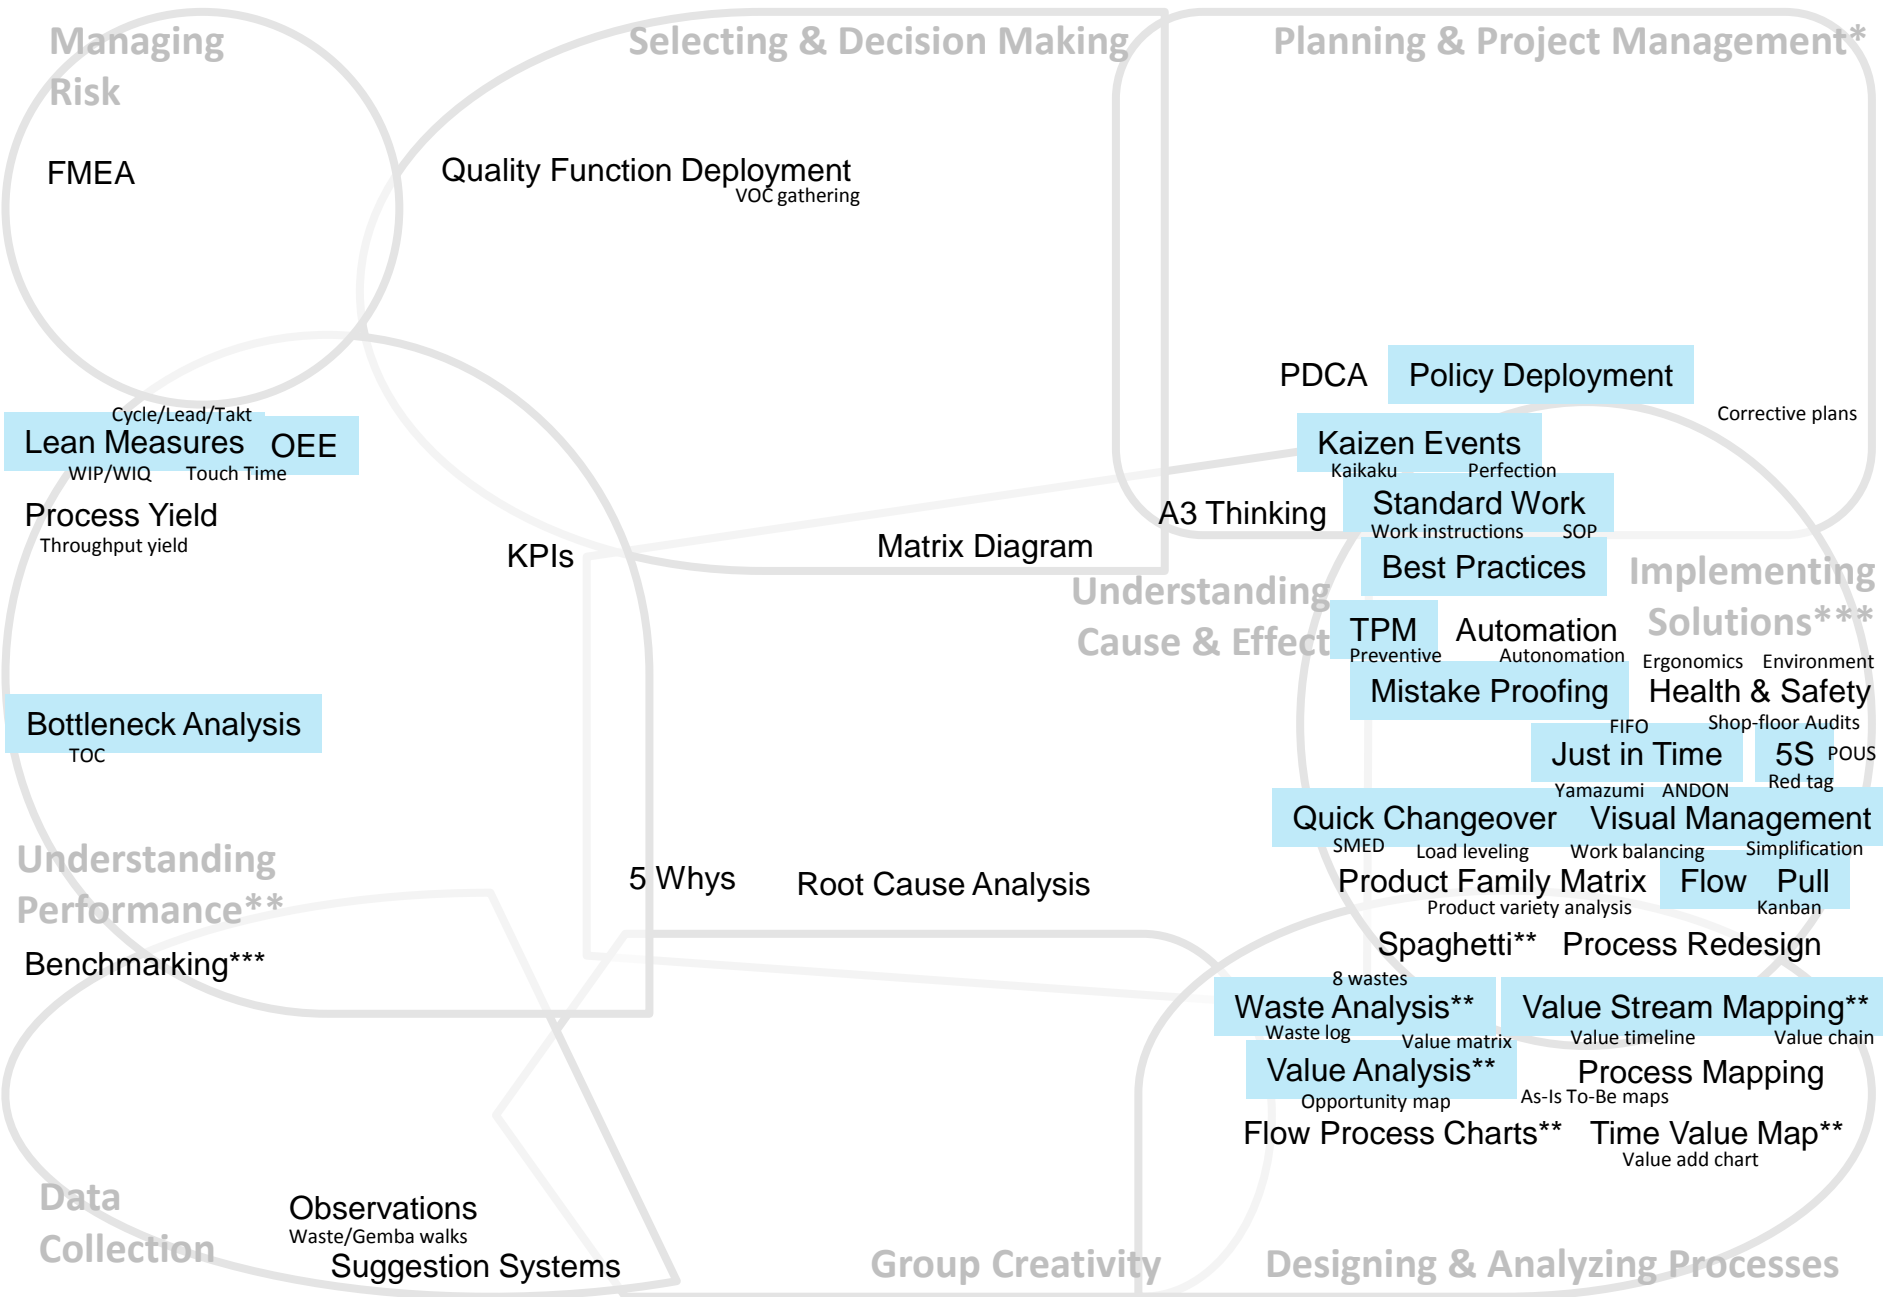 Managing
Risk
Selecting & Decision Making
Planning & Project Management*
FMEA
Quality Function Deployment
VOC gathering
PDCA
Policy Deployment
Corrective plans
Cycle/Lead/Takt
Lean Measures
OEE
WIP/WIQ
Touch Time
Kaizen Events
Kaikaku
Perfection
Process Yield
Throughput yield
A3 Thinking
Standard Work
Work instructions
SOP
KPIs
Matrix Diagram
Best Practices
Understanding
Cause & Effect
Implementing
Solutions***
TPM
Preventive
Automation
Autonomation
Ergonomics
Environment
Mistake Proofing
Health & Safety
Bottleneck Analysis
TOC
FIFO
Shop-floor Audits
Just in Time
5S
POUS
Yamazumi
ANDON
Red tag
Quick Changeover
Visual Management
SMED
Load leveling
Work balancing
Simplification
Understanding
Performance**
5 Whys
Root Cause Analysis
Product Family Matrix
Flow
Pull
Product variety analysis
Kanban
Benchmarking***
Spaghetti**
Process Redesign
8 wastes
Waste Analysis**
Value Stream Mapping**
Waste log
Value matrix
Value timeline
Value chain
Value Analysis**
Process Mapping
Opportunity map
As-Is To-Be maps
Flow Process Charts**
Time Value Map**
Value add chart
Data
Collection
Observations
Waste/Gemba walks
Suggestion Systems
Group Creativity
Designing & Analyzing Processes